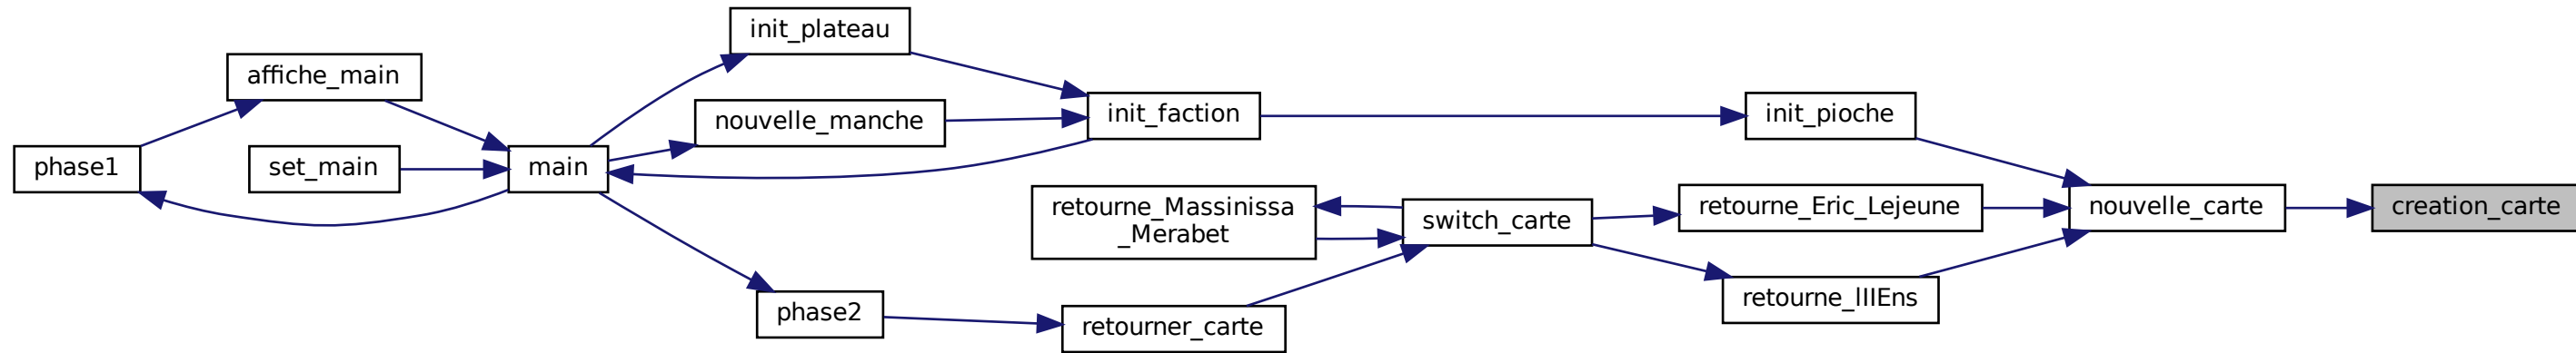 init_plateau
affiche_main
nouvelle_manche
init_faction
init_pioche
phase1
set_main
main
retourne_Massinissa
_Merabet
switch_carte
retourne_Eric_Lejeune
nouvelle_carte
creation_carte
phase2
retourner_carte
retourne_IIIEns